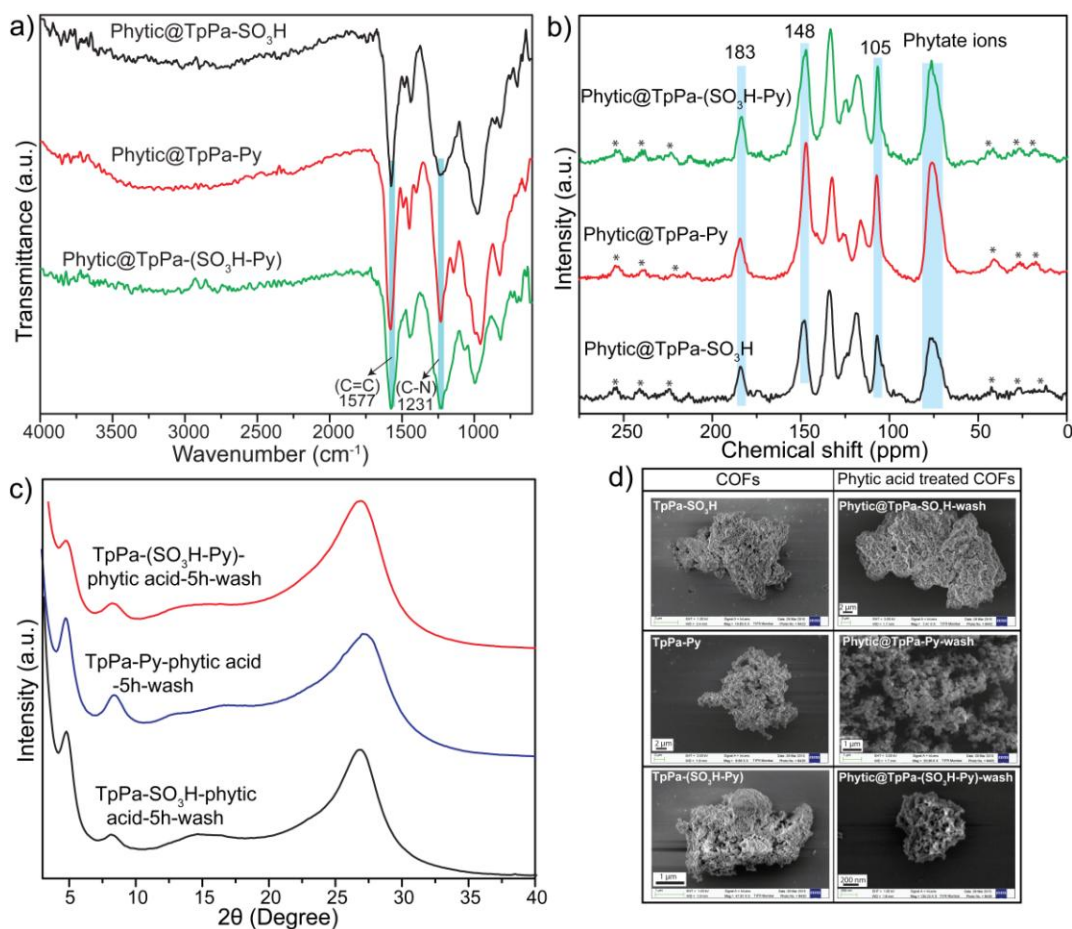 a)
Phytic@TpPa-SO₃H
Phytic@TpPa-Py
Phytic@TpPa-(SO₃H-Py)
(C=C)
1577
(C-N)
1231
Transmittance (a.u.)
4000 3500 3000 2500 2000 1500 1000
Wavenumber (cm⁻¹)
b)
183
148
105
Phytate ions
Phytic@TpPa-(SO₃H-Py)
* * * * * *
Phytic@TpPa-Py
* * * * * *
Phytic@TpPa-SO₃H
* * * * * *
Intensity (a.u.)
250 225 200 175 150 125 100 75 50 25 0
Chemical shift (ppm)
c)
TpPa-(SO₃H-Py)-
phytic acid-5h-wash
TpPa-Py-phytic acid
-5h-wash
TpPa-SO₃H-phytic
acid-5h-wash
Intensity (a.u.)
5 10 15 20 25 30 35 40
2θ (Degree)
d)
COFs
Phytic acid treated COFs
TpPa-SO₃H
Phytic@TpPa-SO₃H-wash
2 µm
TpPa-Py
2 µm
Phytic@TpPa-Py-wash
1 µm
TpPa-(SO₃H-Py)
1 µm
Phytic@TpPa-(SO₃H-Py)-wash
200 nm